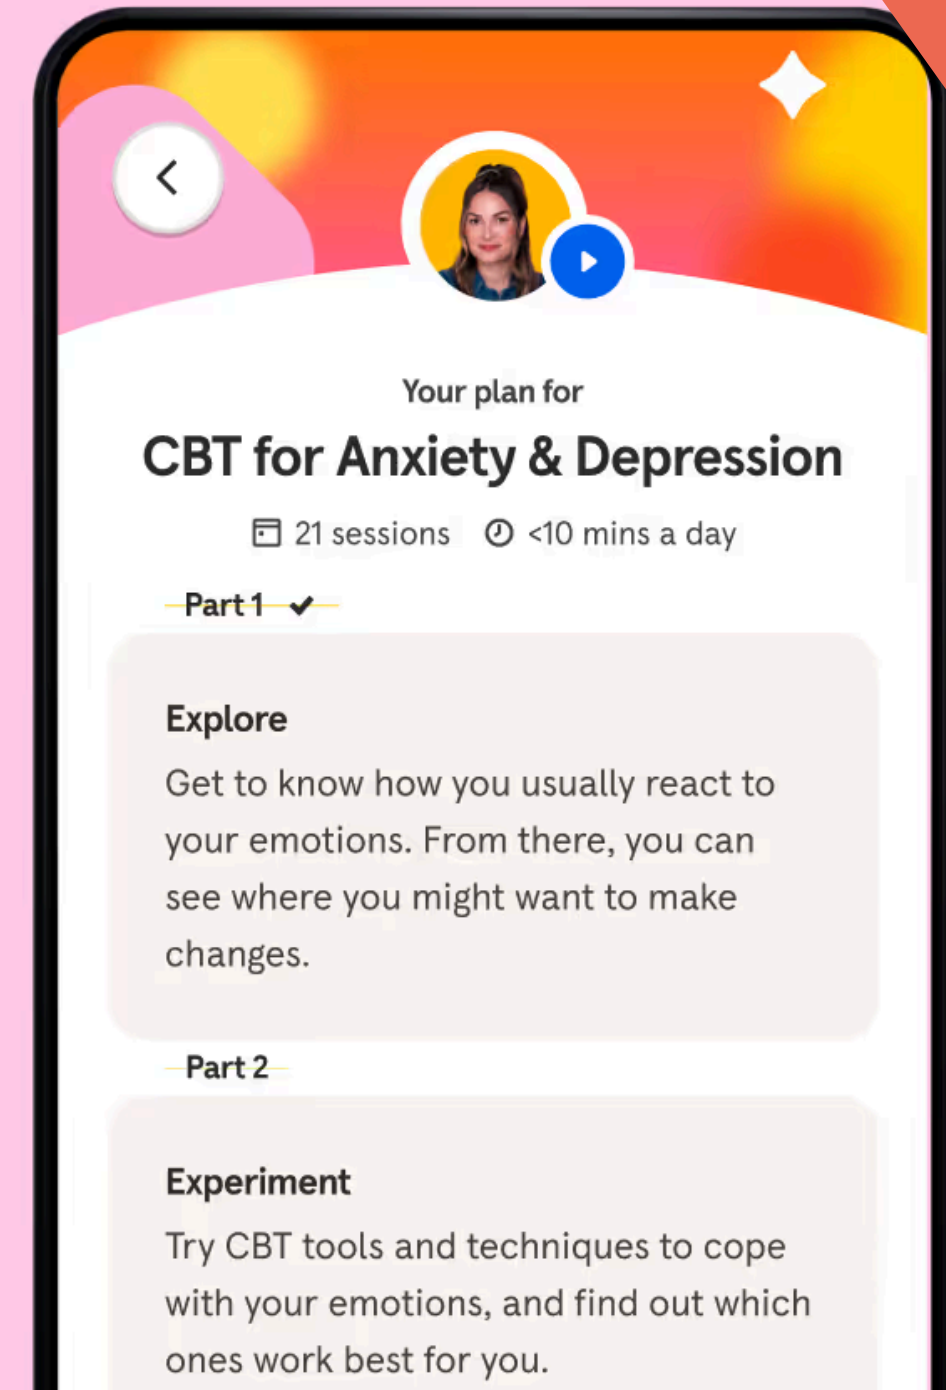 Your plan for
CBT for Anxiety & Depression
21 sessions <10 mins a day
Part 1
Explore
Get to know how you usually react to
your emotions. From there, you can
see where you might want to make
changes.
Part 2
Experiment
Try CBT tools and techniques to cope
with your emotions, and find out which
ones work best for you.